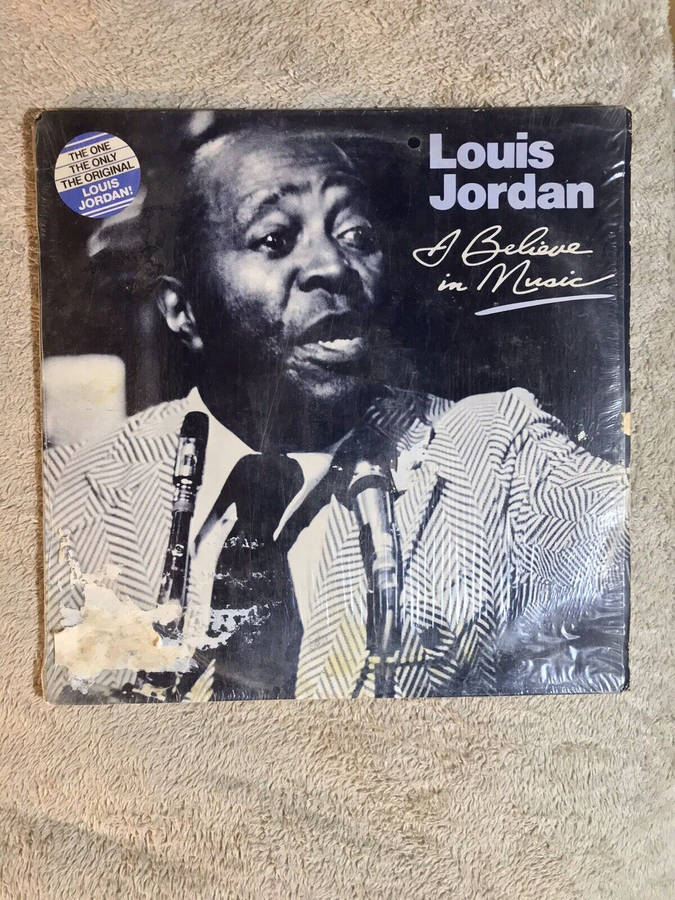 THE ONE
THE ONLY
THE ORIGINAL
LOUIS
JORDAN!
Louis
Jordan
I Believe
in Music